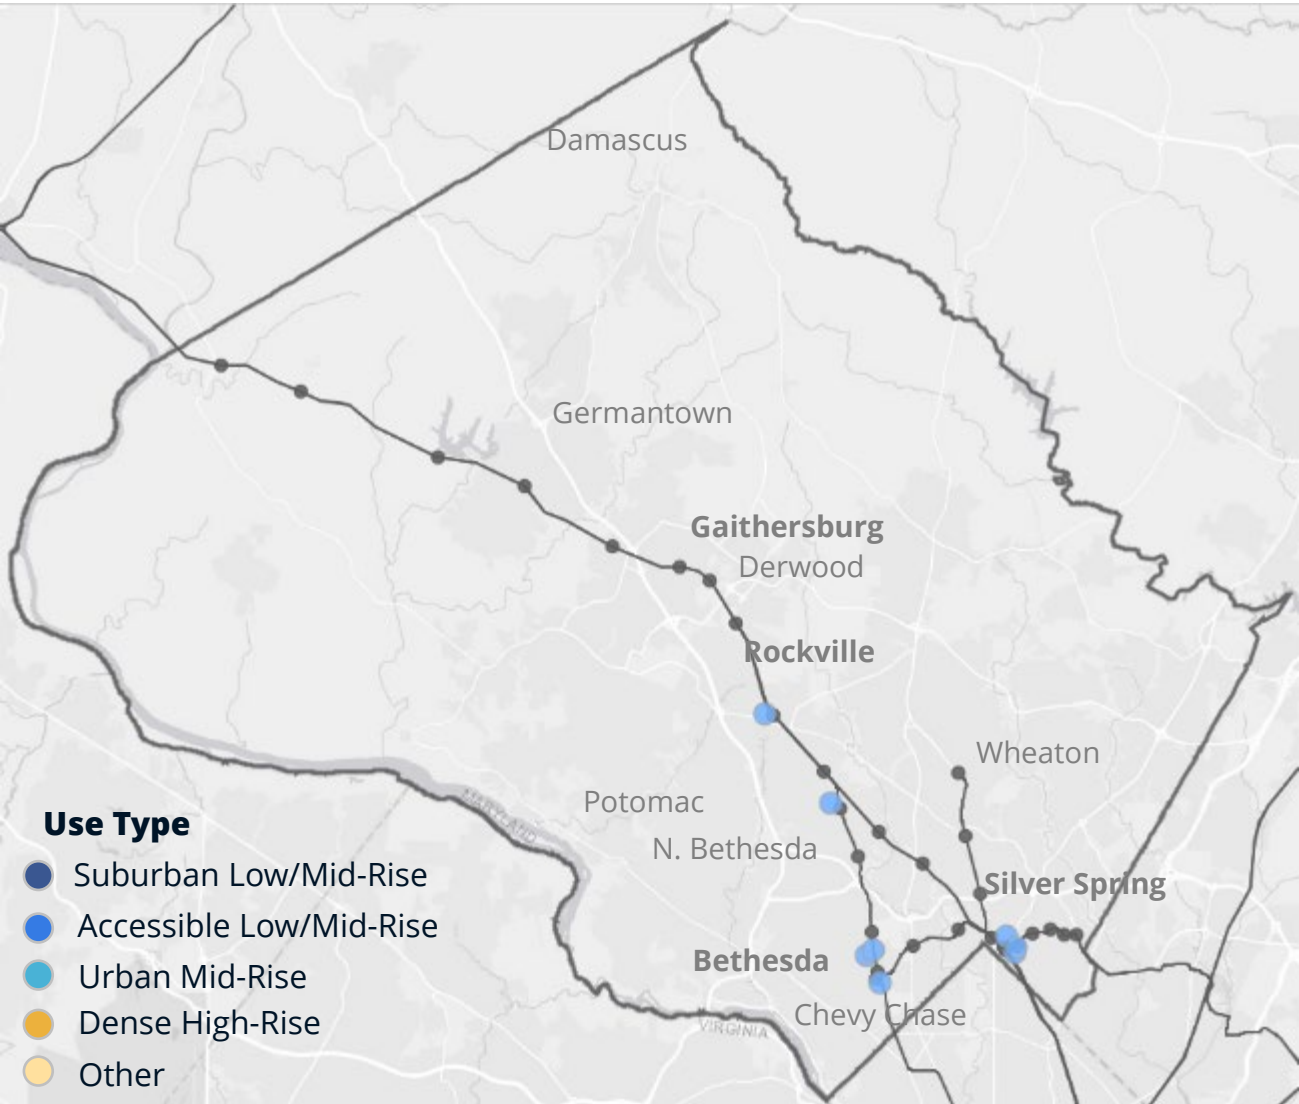 Damascus
Germantown
Gaithersburg
Derwood
Rockville
Wheaton
Potomac
MARYLAND
N. Bethesda
Silver Spring
Bethesda
Chevy Chase
VIRGINIA
Use Type
Suburban Low/Mid-Rise
Accessible Low/Mid-Rise
Urban Mid-Rise
Dense High-Rise
Other